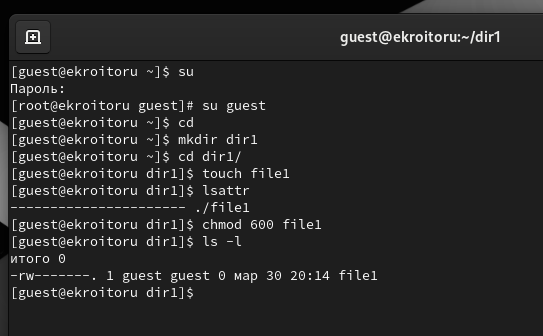 guest@ekroitoru:~/dir1
[guest@ekroitoru ~]$ su
Пароль:
[root@ekroitoru guest]# su guest
[guest@ekroitoru ~]$ cd
[guest@ekroitoru ~]$ mkdir dir1
[guest@ekroitoru ~]$ cd dir1/
[guest@ekroitoru dir1]$ touch file1
[guest@ekroitoru dir1]$ lsattr
---------------------- ./file1
[guest@ekroitoru dir1]$ chmod 600 file1
[guest@ekroitoru dir1]$ ls -l
итого 0
-rw-------. 1 guest guest 0 мар 30 20:14 file1
[guest@ekroitoru dir1]$